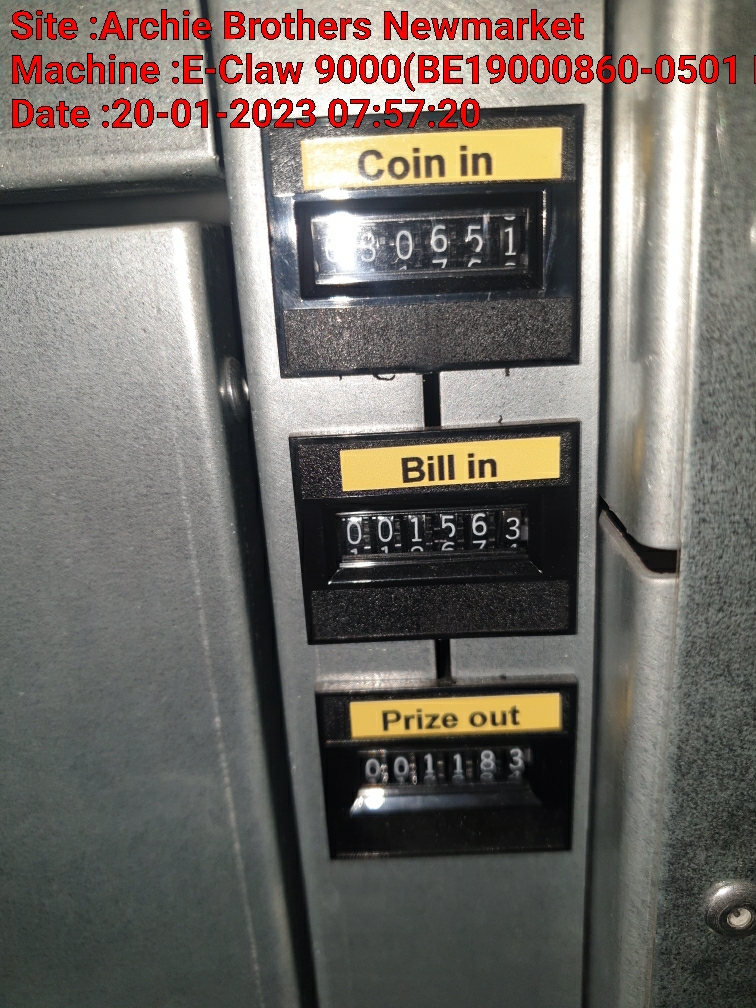 Site :Archie Brothers Newmarket
Machine :E-Claw 9000(BE19000860-0501
Date :20-01-2023 07:57:20
Coin in
80651
Bill in
001563
Prize out
001183